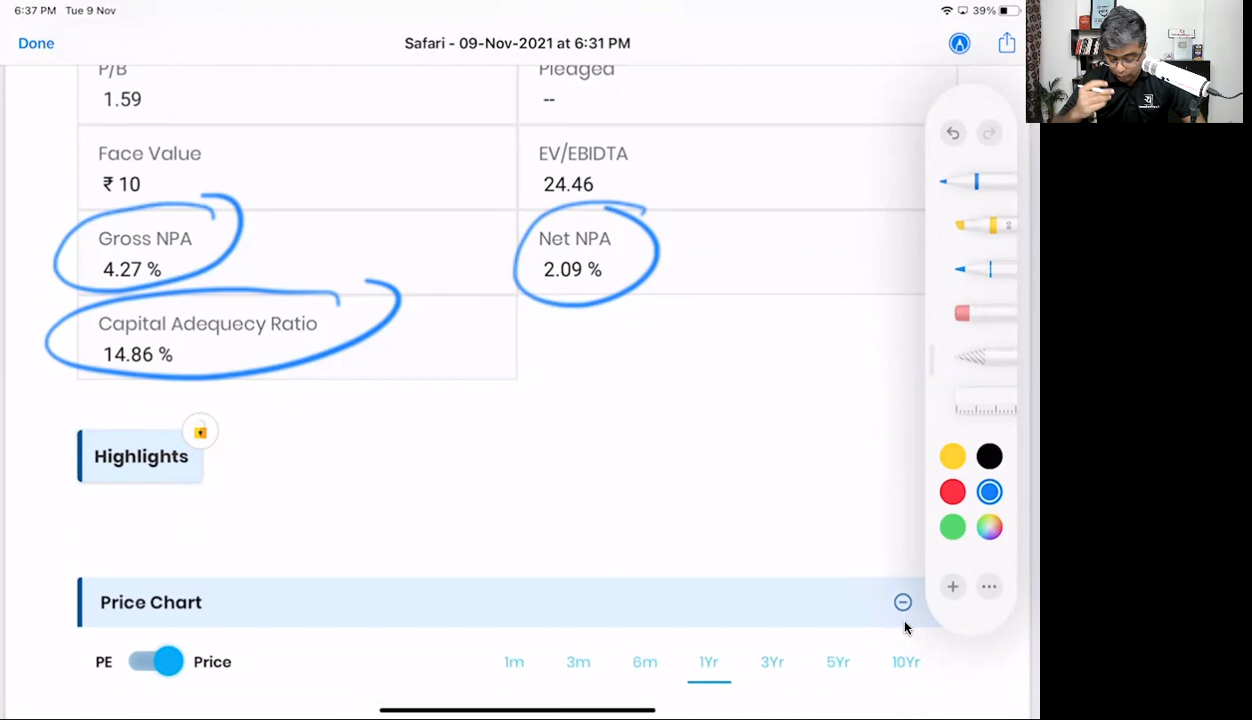 6:37 PM Tue 9 Nov
39%
Done
Safari - 09-Nov-2021 at 6:31 PM
P/B
Pledged
1.59
--
Face Value
EV/EBIDTA
₹ 10
24.46
Gross NPA
Net NPA
4.27 %
2.09 %
Capital Adequecy Ratio
14.86 %
Highlights
Price Chart
PE Price
1m 3m 6m 1Yr 3Yr 5Yr 10Yr